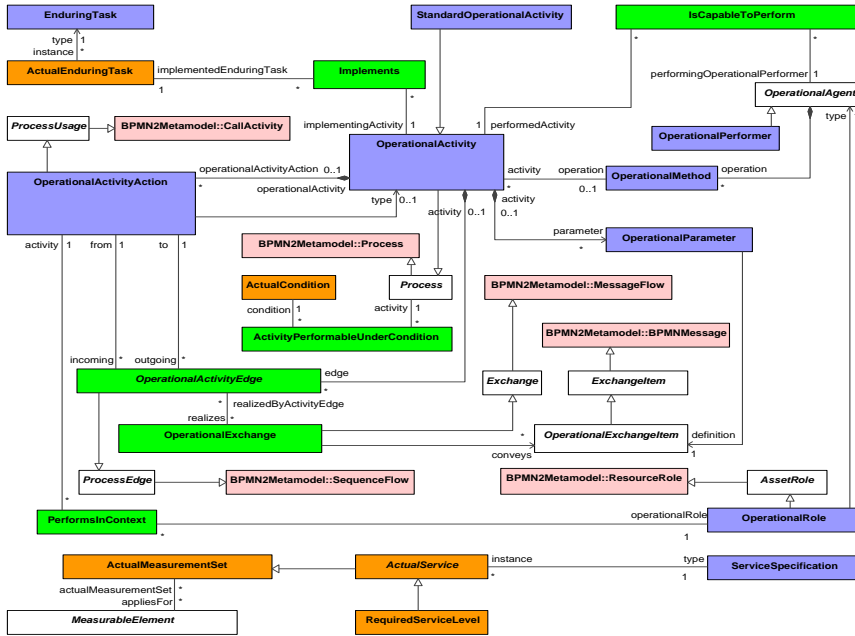 EnduringTask
StandardOperationalActivity
IsCapableToPerform
type 1
instance *
* *
ActualEnduringTask
implementedEnduringTask
1 *
Implements
*
performingOperationalPerformer 1
OperationalAgent
type
ProcessUsage
BPMN2Metamodel::CallActivity
implementingActivity 1
1 performedActivity
OperationalPerformer
OperationalActivity
OperationalActivityAction
operationalActivityAction 0..1
*
operationalActivity
type 0..1
activity 0..1
activity
*
activity
0..1
operation
0..1
OperationalMethod
operation
*
activity 1
from 1
to 1
BPMN2Metamodel::Process
parameter
*
OperationalParameter
ActualCondition
Process
BPMN2Metamodel::MessageFlow
condition 1
*
activity 1
*
ActivityPerformableUnderCondition
BPMN2Metamodel::BPMNMessage
incoming *
outgoing *
OperationalActivityEdge
edge
*
Exchange
ExchangeItem
* realizedByActivityEdge
realizes *
OperationalExchange
*
conveys
OperationalExchangeItem
definition
1
ProcessEdge
BPMN2Metamodel::SequenceFlow
BPMN2Metamodel::ResourceRole
AssetRole
*
PerformsInContext
*
operationalRole
1
OperationalRole
ActualMeasurementSet
ActualService
instance
*
type
1
ServiceSpecification
actualMeasurementSet *
appliesFor *
MeasurableElement
RequiredServiceLevel